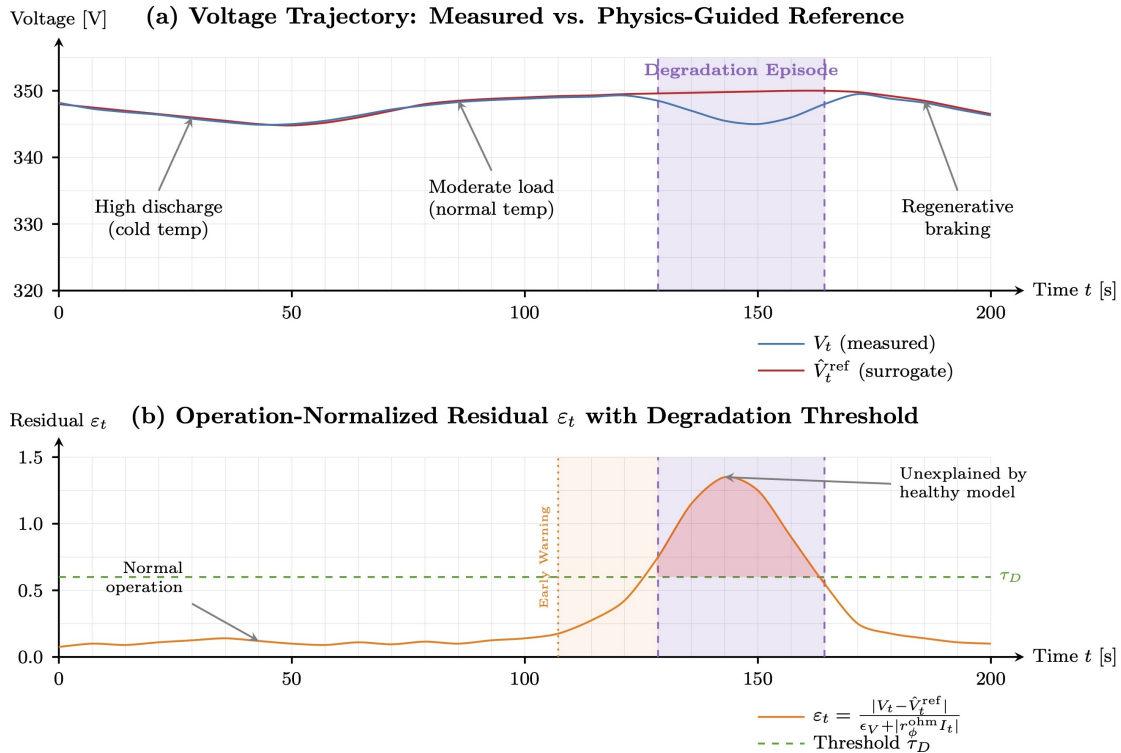 Voltage [V]
(a) Voltage Trajectory: Measured vs. Physics-Guided Reference
350
340
330
320
Degradation Episode
High discharge
(cold temp)
Moderate load
(normal temp)
Regenerative
braking
0
50
100
150
200
Time t [s]
V_t (measured)
V̂_t^ref (surrogate)
Residual ε_t
(b) Operation-Normalized Residual ε_t with Degradation Threshold
1.5
1.0
0.5
0.0
Early Warning
Unexplained by
healthy model
Normal
operation
τ_D
0
50
100
150
200
Time t [s]
ε_t = |V_t−V̂_t^ref| / ϵ_V+|r_ϕ^ohm I_t|
Threshold τ_D